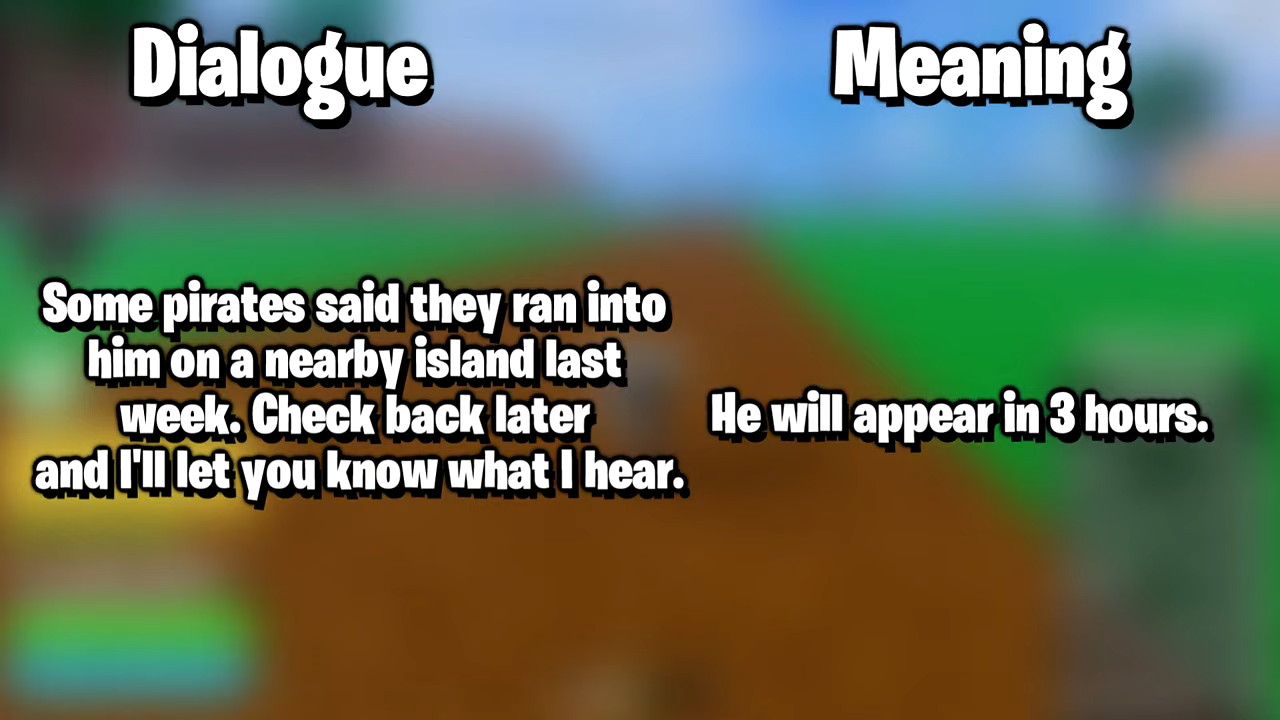 Dialogue
Meaning
Some pirates said they ran into
him on a nearby island last
week. Check back later
and I'll let you know what I hear.
He will appear in 3 hours.